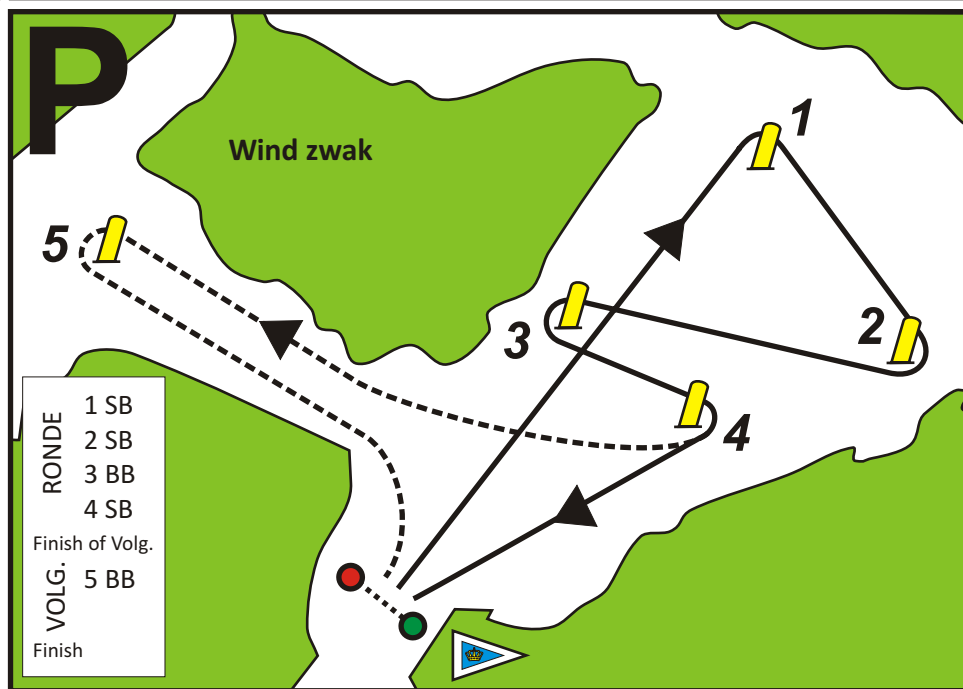 P
Wind zwak
1
2
3
4
5
RONDE
1 SB
2 SB
3 BB
4 SB
Finish of Volg.
VOLG.
5 BB
Finish